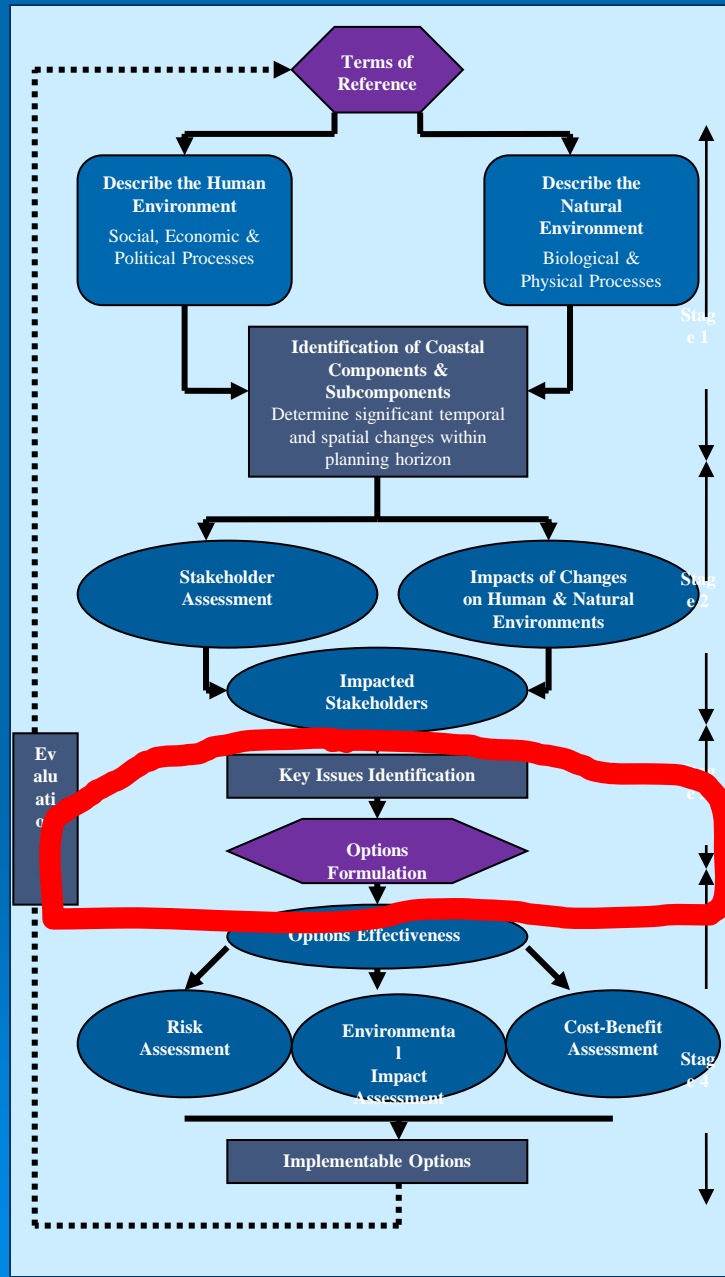 Terms of
Reference
Describe the Human
Environment
Social, Economic &
Political Processes
Describe the
Natural
Environment
Biological &
Physical Processes
Stag
e 1
Identification of Coastal
Components &
Subcomponents
Determine significant temporal
and spatial changes within
planning horizon
Stakeholder
Assessment
Impacts of Changes
on Human & Natural
Environments
Stag
e 2
Impacted
Stakeholders
Ev
alu
ati
Key Issues Identification
Options
Formulation
Options Effectiveness
Risk
Assessment
Environmenta
l
Impact
Assessment
Cost-Benefit
Assessment
Stag
e 4
Implementable Options